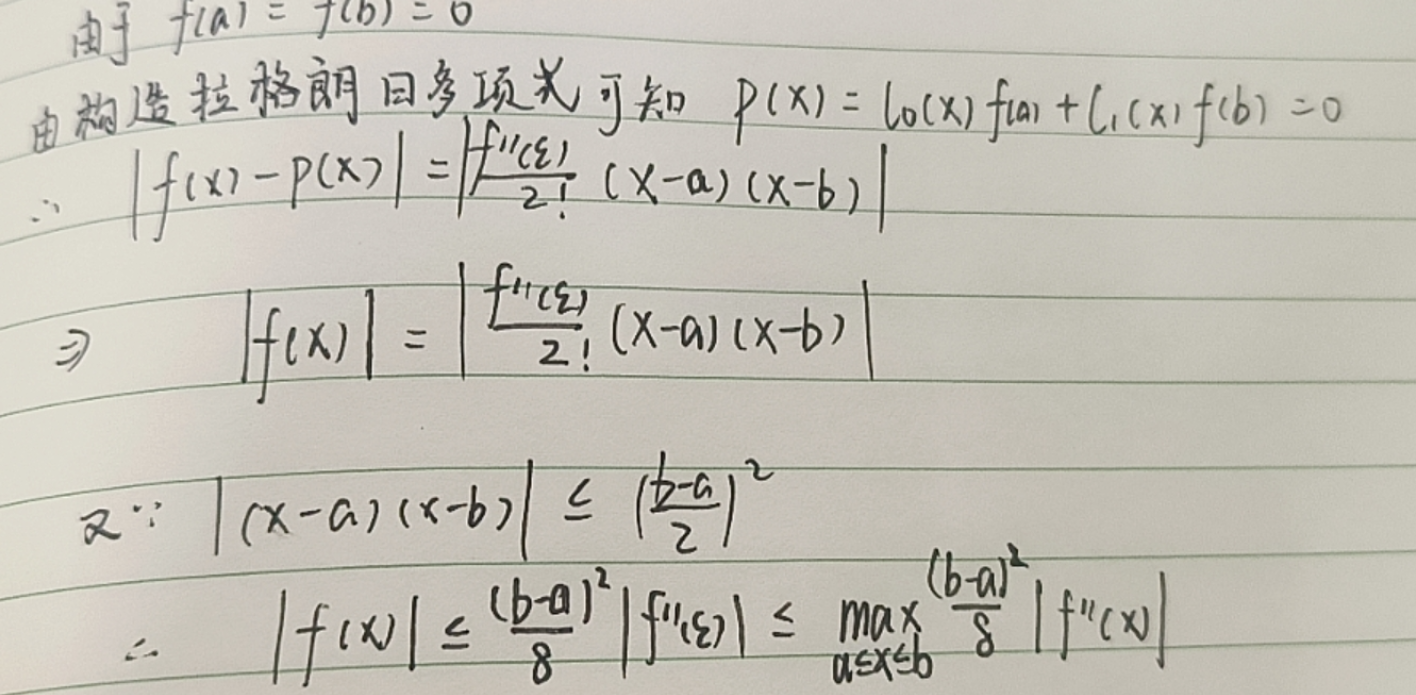 由于 f(a) = f(b) = 0
由构造拉格朗日多项式可知 p(x) = l₀(x) f(a) + l₁(x) f(b) = 0
∴ |f(x) - p(x)| = |f''(ξ)/2! (x-a)(x-b)|
⇒ |f(x)| = |f''(ξ)/2! (x-a)(x-b)|
又∵ |(x-a)(x-b)| ≤ ((b-a)/2)²
∴ |f(x)| ≤ (b-a)²/8 |f''(ξ)| ≤ max a≤x≤b (b-a)²/8 |f''(x)|